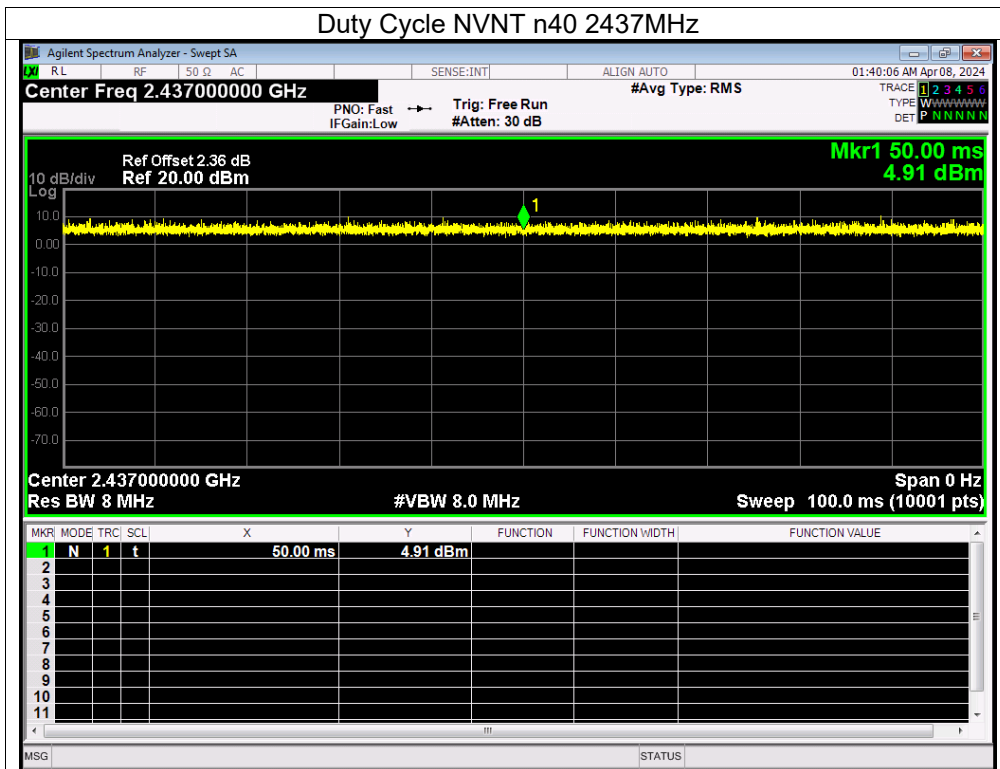 Duty Cycle NVNT n40 2437MHz
Agilent Spectrum Analyzer - Swept SA
LXI RL RF 50 Ω AC SENSE:INT ALIGN AUTO 01:40:06 AM Apr 08, 2024
Center Freq 2.437000000 GHz #Avg Type: RMS TRACE 1 2 3 4 5 6
PNO: Fast Trig: Free Run TYPE WWWWWWW
IFGain:Low #Atten: 30 dB DET P N N N N N
Mkr1 50.00 ms
Ref Offset 2.36 dB
10 dB/div Ref 20.00 dBm 4.91 dBm
Log
1
10.0
0.00
-10.0
-20.0
-30.0
-40.0
-50.0
-60.0
-70.0
Center 2.437000000 GHz Span 0 Hz
Res BW 8 MHz #VBW 8.0 MHz Sweep 100.0 ms (10001 pts)
MKR MODE TRC SCL X Y FUNCTION FUNCTION WIDTH FUNCTION VALUE
1 N 1 t 50.00 ms 4.91 dBm
2
3
4
5
6
7
8
9
10
11
MSG STATUS